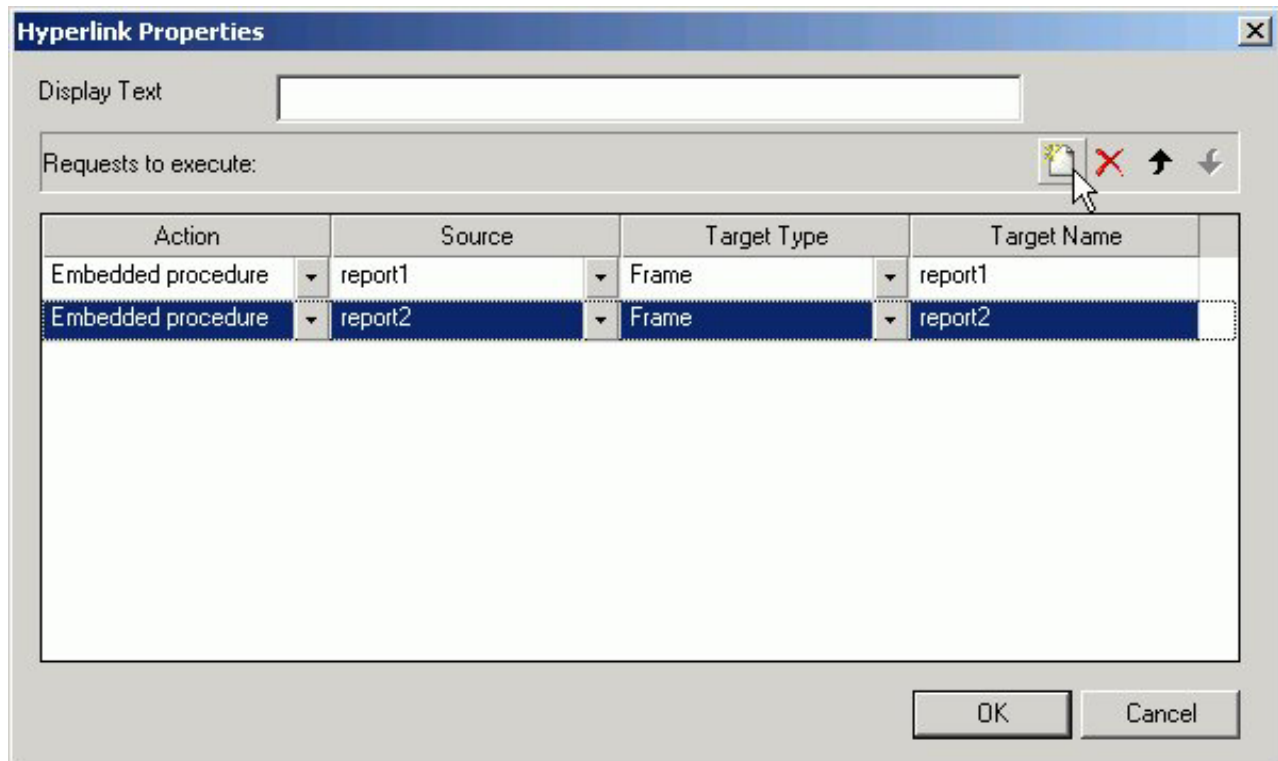 Hyperlink Properties
Display Text
Requests to execute:
Action Source Target Type Target Name
Embedded procedure report1 Frame report1
Embedded procedure report2 Frame report2
OK Cancel